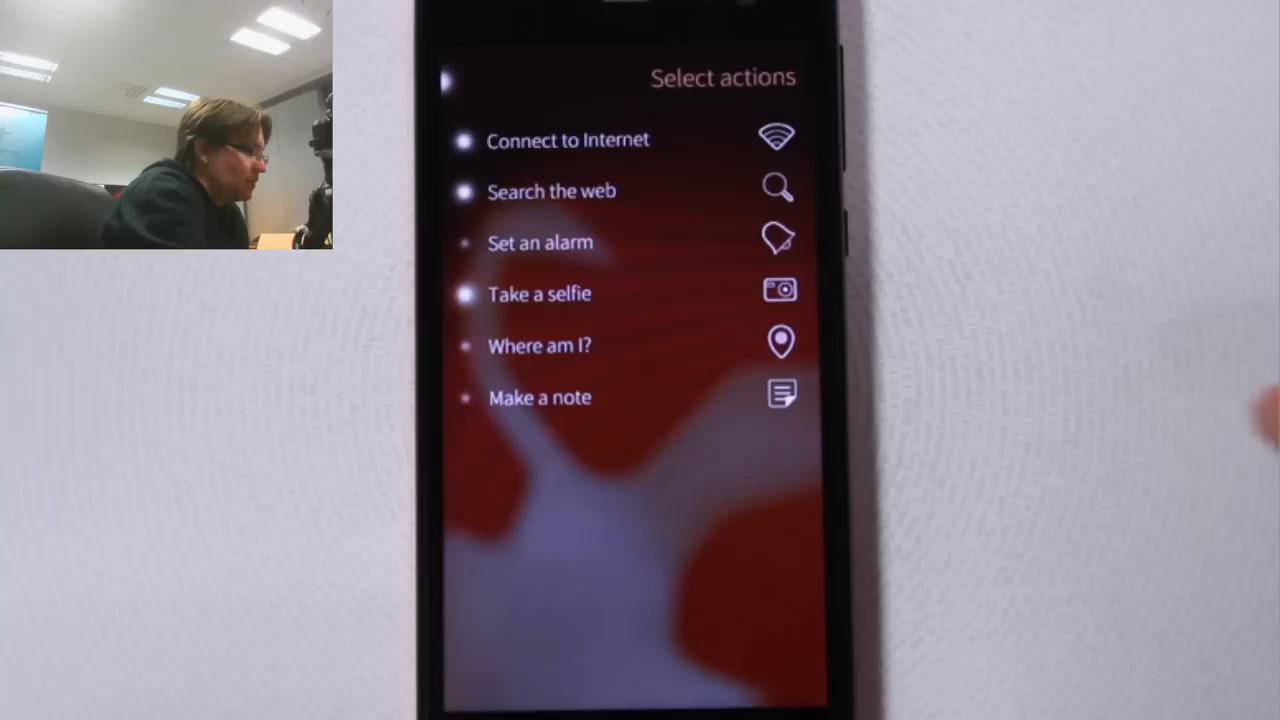 Select actions
Connect to Internet
Search the web
Set an alarm
Take a selfie
Where am I?
Make a note